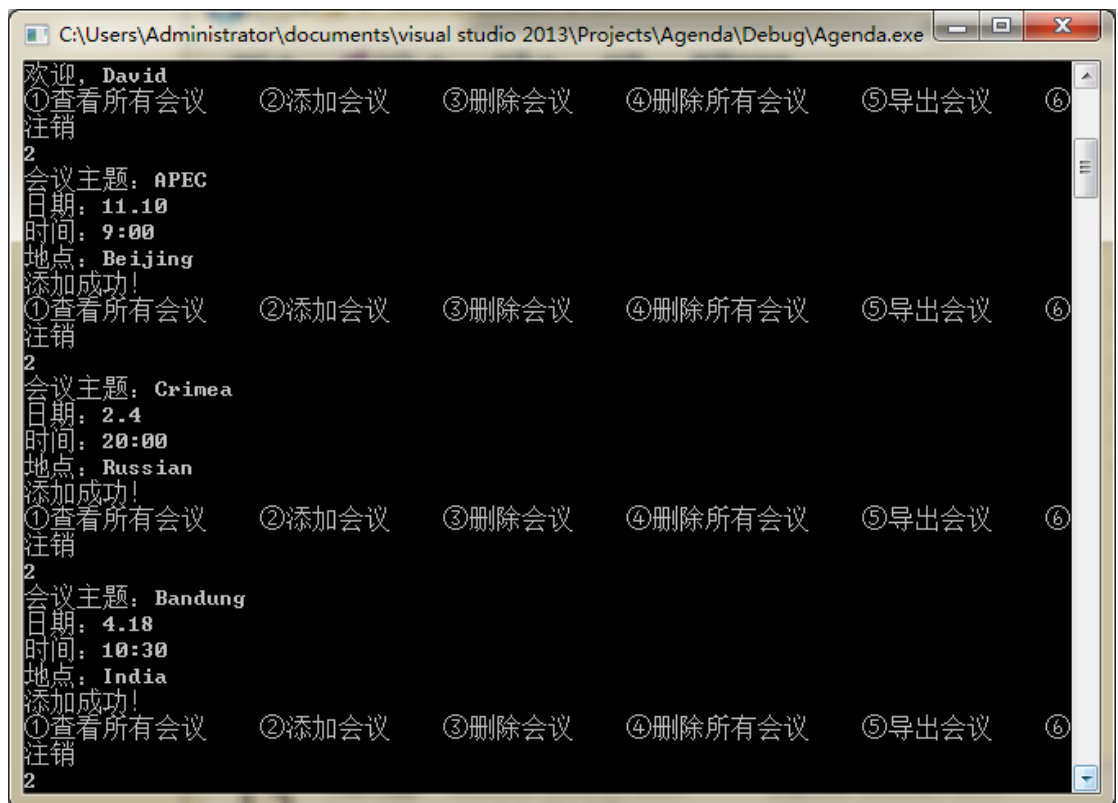 C:\Users\Administrator\documents\visual studio 2013\Projects\Agenda\Debug\Agenda.exe
欢迎，David
①查看所有会议 ②添加会议 ③删除会议 ④删除所有会议 ⑤导出会议 ⑥
注销
2
会议主题：APEC
日期：11.10
时间：9:00
地点：Beijing
添加成功！
①查看所有会议 ②添加会议 ③删除会议 ④删除所有会议 ⑤导出会议 ⑥
注销
2
会议主题：Crimea
日期：2.4
时间：20:00
地点：Russian
添加成功！
①查看所有会议 ②添加会议 ③删除会议 ④删除所有会议 ⑤导出会议 ⑥
注销
2
会议主题：Bandung
日期：4.18
时间：10:30
地点：India
添加成功！
①查看所有会议 ②添加会议 ③删除会议 ④删除所有会议 ⑤导出会议 ⑥
注销
2